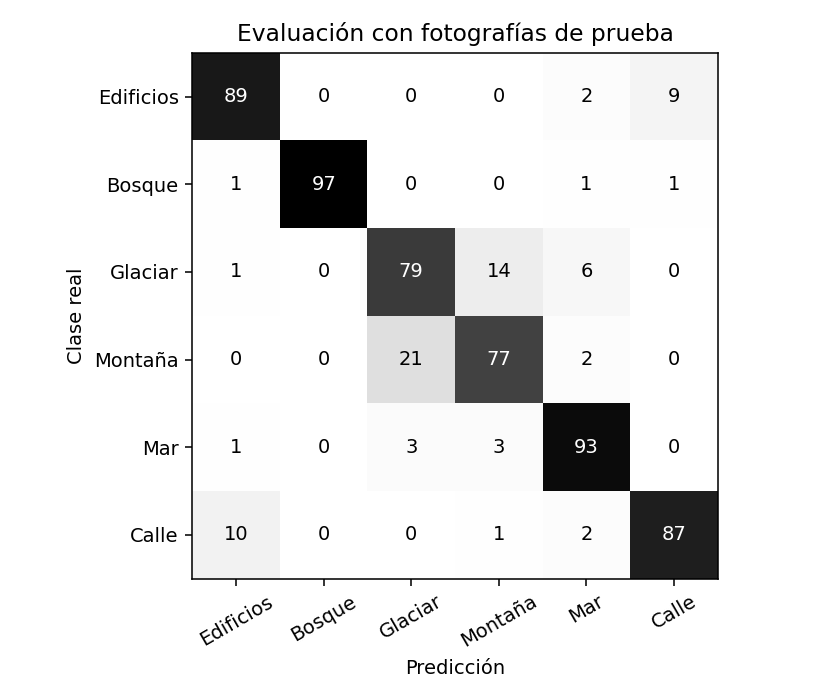 Evaluación con fotografías de prueba
Clase real
Edificios 89 0 0 0 2 9
Bosque 1 97 0 0 1 1
Glaciar 1 0 79 14 6 0
Montaña 0 0 21 77 2 0
Mar 1 0 3 3 93 0
Calle 10 0 0 1 2 87
Edificios Bosque Glaciar Montaña Mar Calle
Predicción